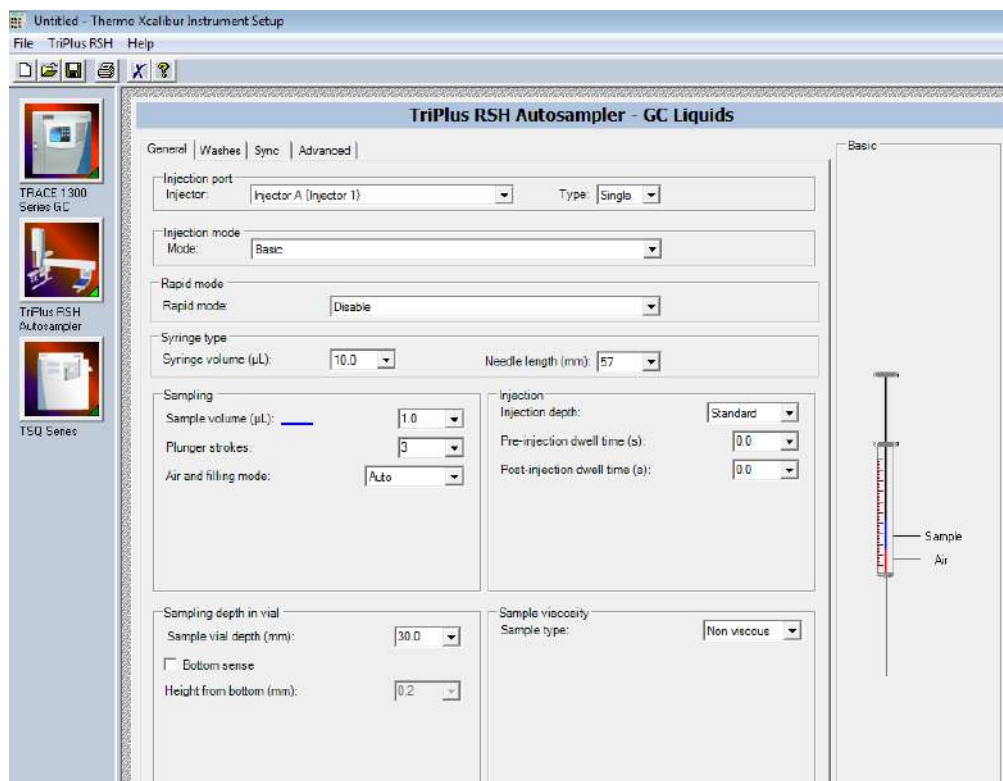 Untitled - Thermo Xcalibur Instrument Setup
File TriPlus RSH Help
TriPlus RSH Autosampler - GC Liquids
General Washes Sync Advanced
Basic
Injection port
Injector: Injector A {Injector 1} Type: Single
Injection mode
Mode: Basic
Rapid mode
Rapid mode: Disable
Syringe type
Syringe volume (µL): 10.0 Needle length (mm): 57
Sampling
Sample volume (µL): 1.0
Plunger strokes: 3
Air and filling mode: Auto
Injection
Injection depth: Standard
Pre-injection dwell time (s): 0.0
Post-injection dwell time (s): 0.0
Sampling depth in vial
Sample vial depth (mm): 30.0
Bottom sense
Height from bottom (mm): 0.2
Sample viscosity
Sample type: Non viscous
Sample
Air
TRACE 1300
Series GC
TriPlus RSH
Autosampler
TSQ Series